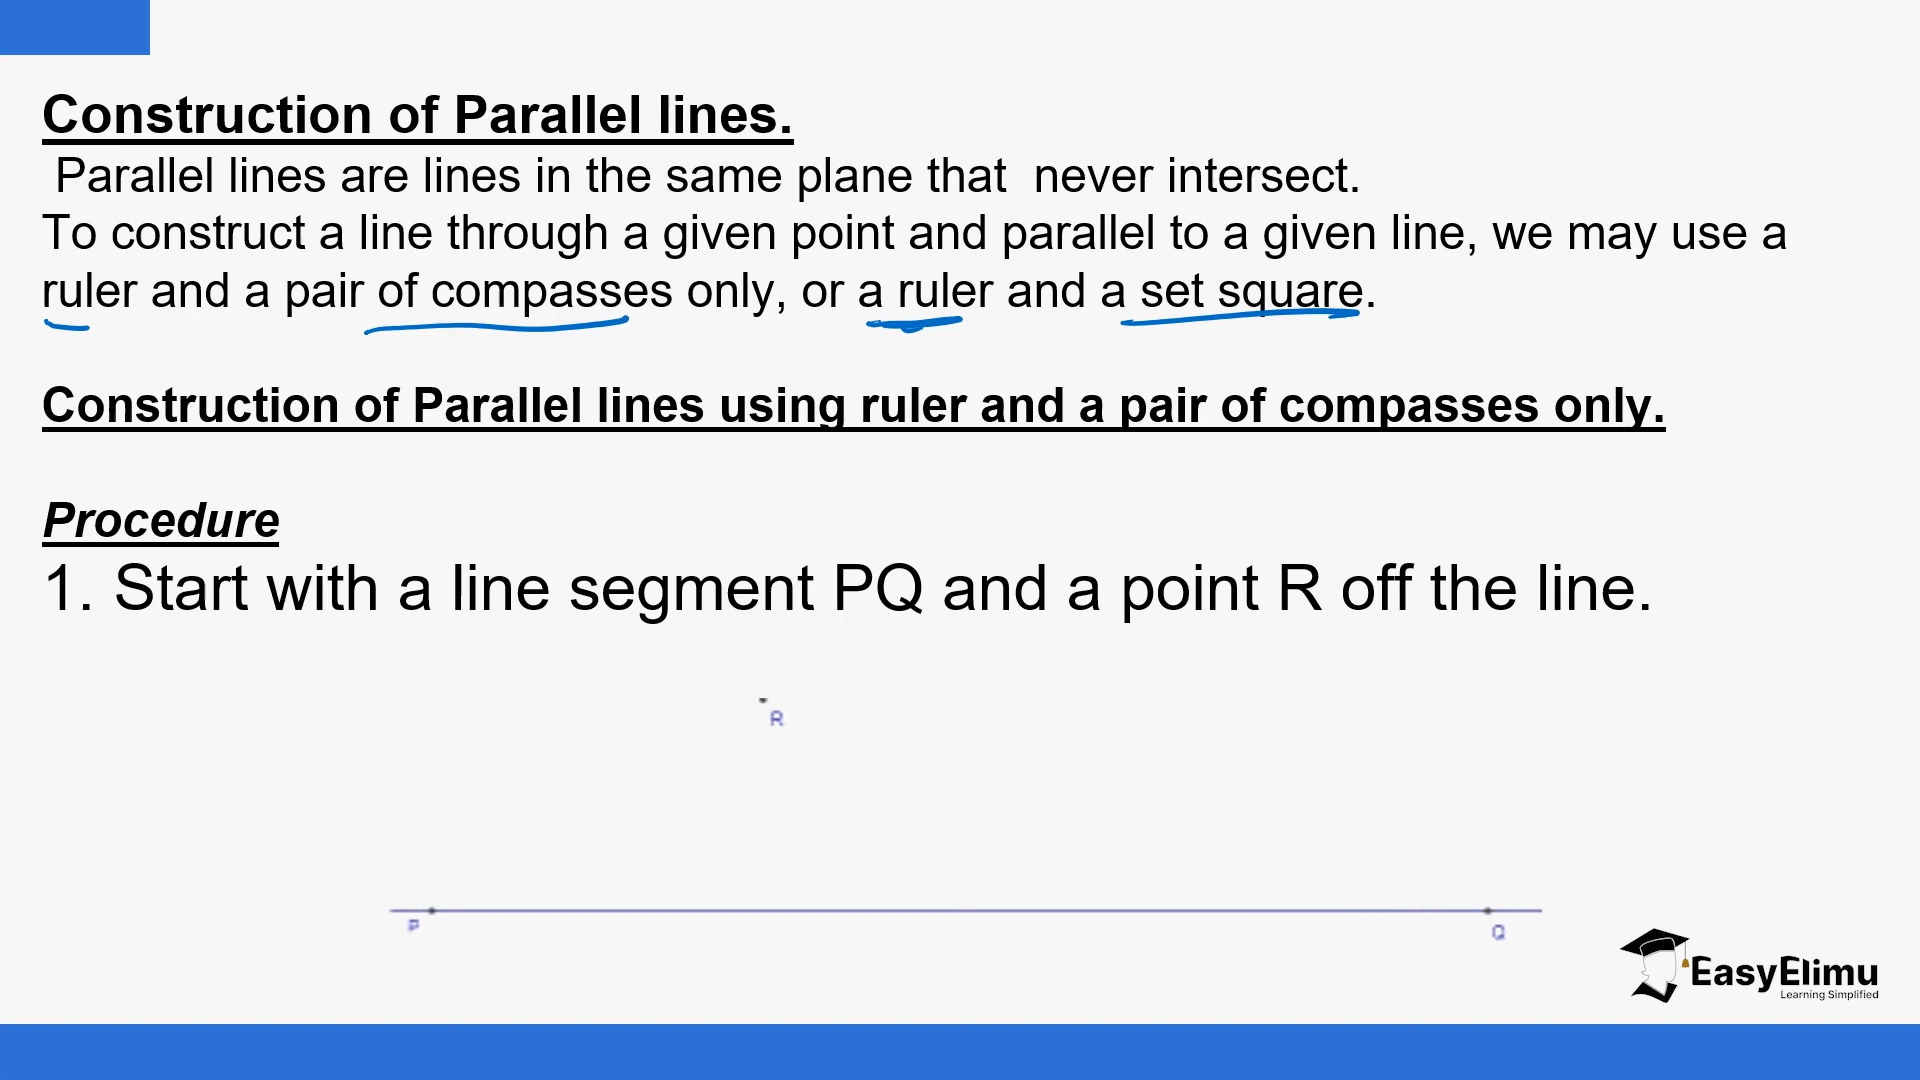 Construction of Parallel lines.
Parallel lines are lines in the same plane that never intersect.
To construct a line through a given point and parallel to a given line, we may use a
ruler and a pair of compasses only, or a ruler and a set square.
Construction of Parallel lines using ruler and a pair of compasses only.
Procedure
1. Start with a line segment PQ and a point R off the line.
R
P
Q
EasyElimu
Learning Simplified